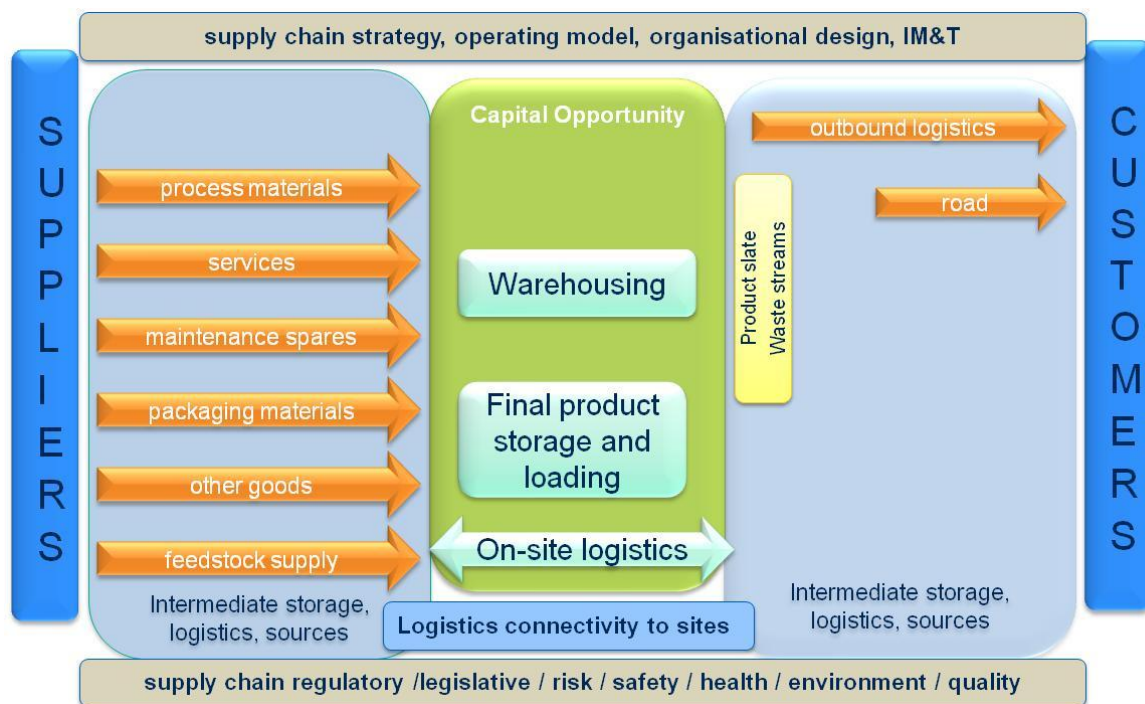 supply chain strategy, operating model, organisational design, IM&T
SUPPLIERS
process materials
services
maintenance spares
packaging materials
other goods
feedstock supply
Intermediate storage,
logistics, sources
Capital Opportunity
Warehousing
Final product
storage and
loading
On-site logistics
Logistics connectivity to sites
outbound logistics
road
Product slate
Waste streams
Intermediate storage,
logistics, sources
CUSTOMERS
supply chain regulatory /legislative / risk / safety / health / environment / quality